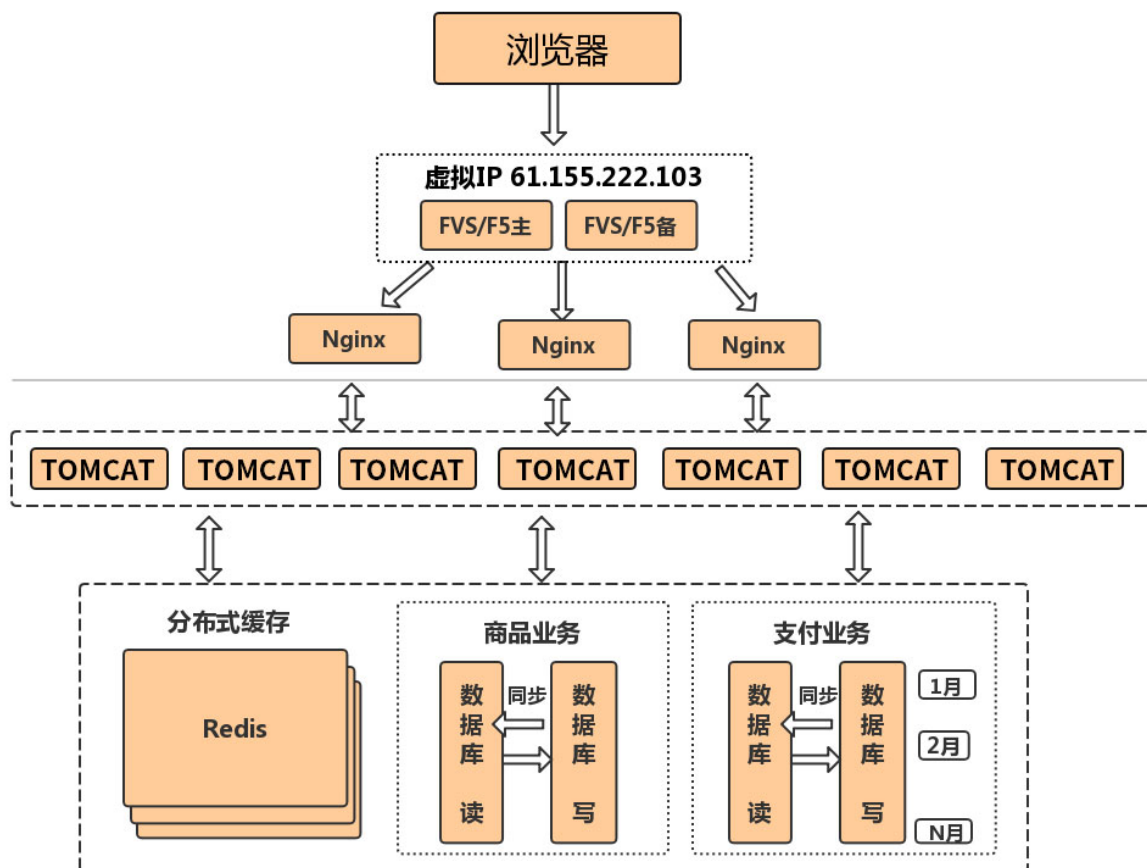 浏览器
虚拟IP 61.155.222.103
FVS/F5主
FVS/F5备
Nginx
Nginx
Nginx
TOMCAT
TOMCAT
TOMCAT
TOMCAT
TOMCAT
TOMCAT
TOMCAT
分布式缓存
Redis
商品业务
数据库 读
同步
数据库 写
支付业务
数据库 读
同步
数据库 写
1月
2月
N月